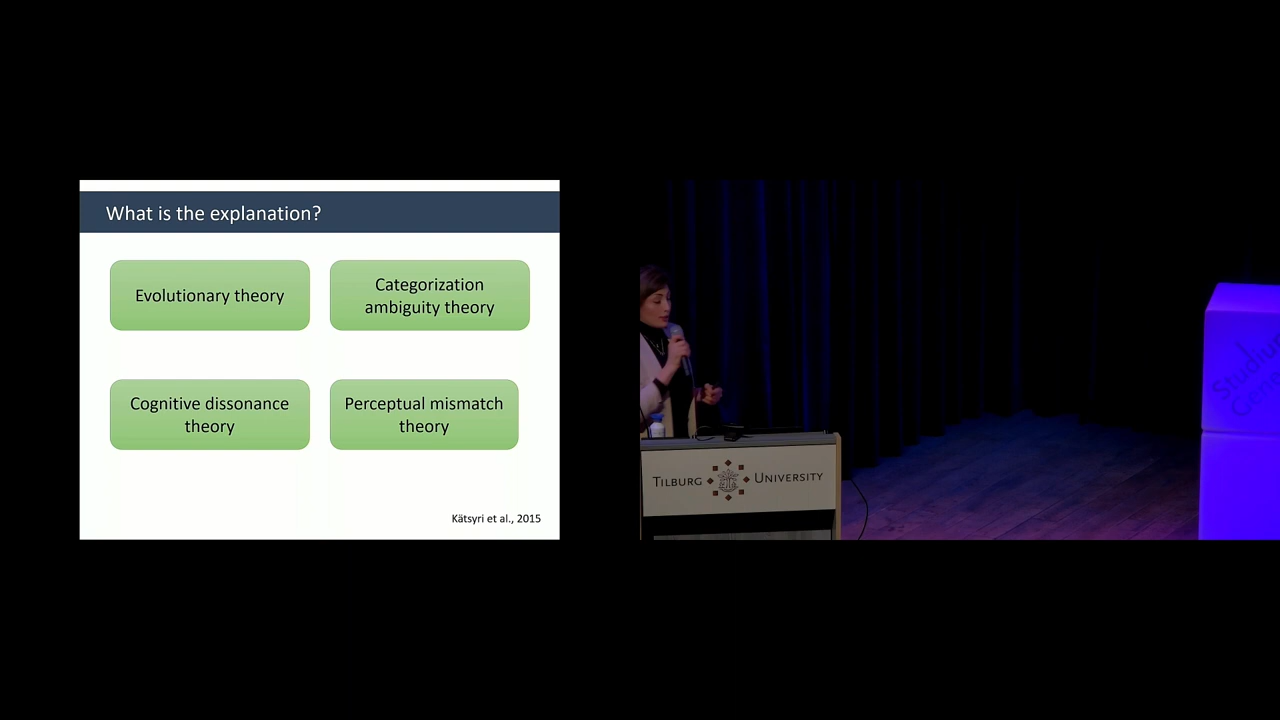 What is the explanation?
Evolutionary theory
Categorization
ambiguity theory
Cognitive dissonance
theory
Perceptual mismatch
theory
Kätsyri et al., 2015
TILBURG UNIVERSITY